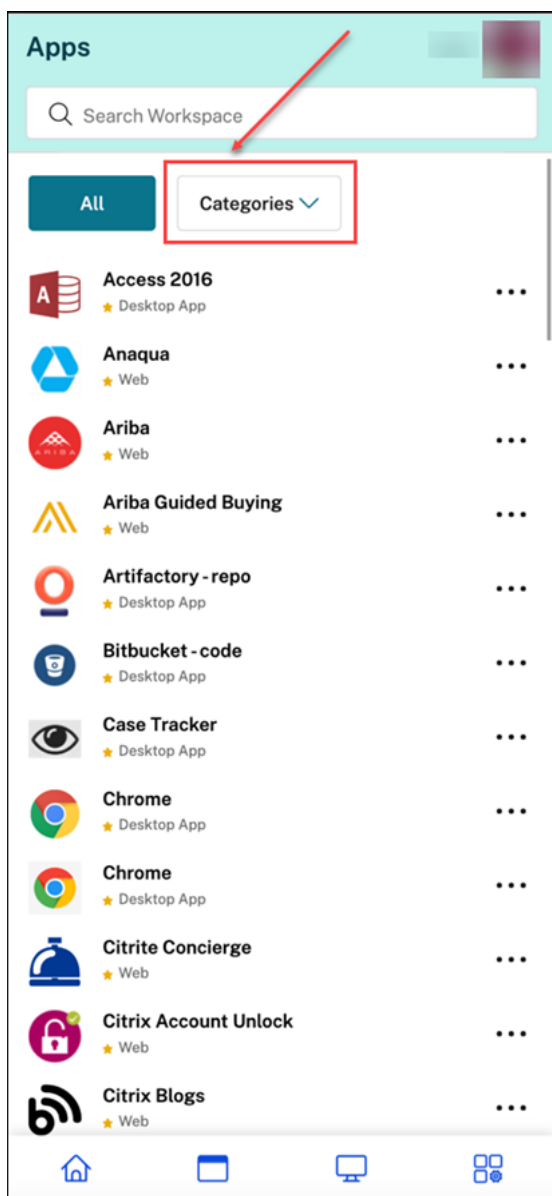 Apps
Search Workspace
All
Categories
Access 2016
A
Desktop App
Anaqua
Web
Ariba
ARIBA
Web
Ariba Guided Buying
Web
Artifactory - repo
Desktop App
Bitbucket - code
Desktop App
Case Tracker
Desktop App
Chrome
Desktop App
Chrome
Desktop App
Citrite Concierge
Web
Citrix Account Unlock
Web
Citrix Blogs
b
Web